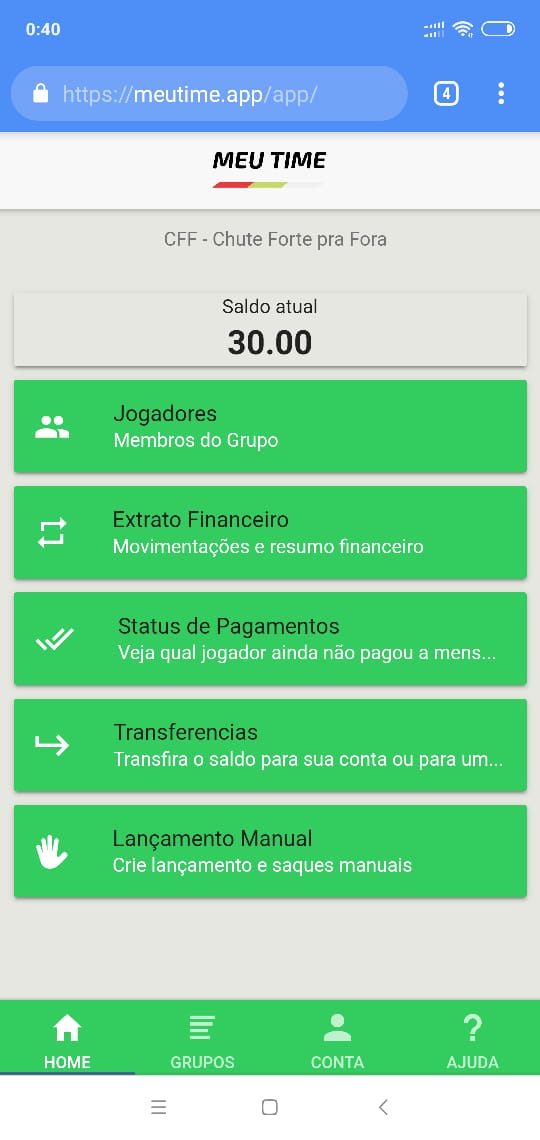 0:40
https://meutime.app/app/
4
MEU TIME
CFF - Chute Forte pra Fora
Saldo atual
30.00
Jogadores
Membros do Grupo
Extrato Financeiro
Movimentações e resumo financeiro
Status de Pagamentos
Veja qual jogador ainda não pagou a mens...
Transferencias
Transfira o saldo para sua conta ou para um...
Lançamento Manual
Crie lançamento e saques manuais
HOME
GRUPOS
CONTA
AJUDA